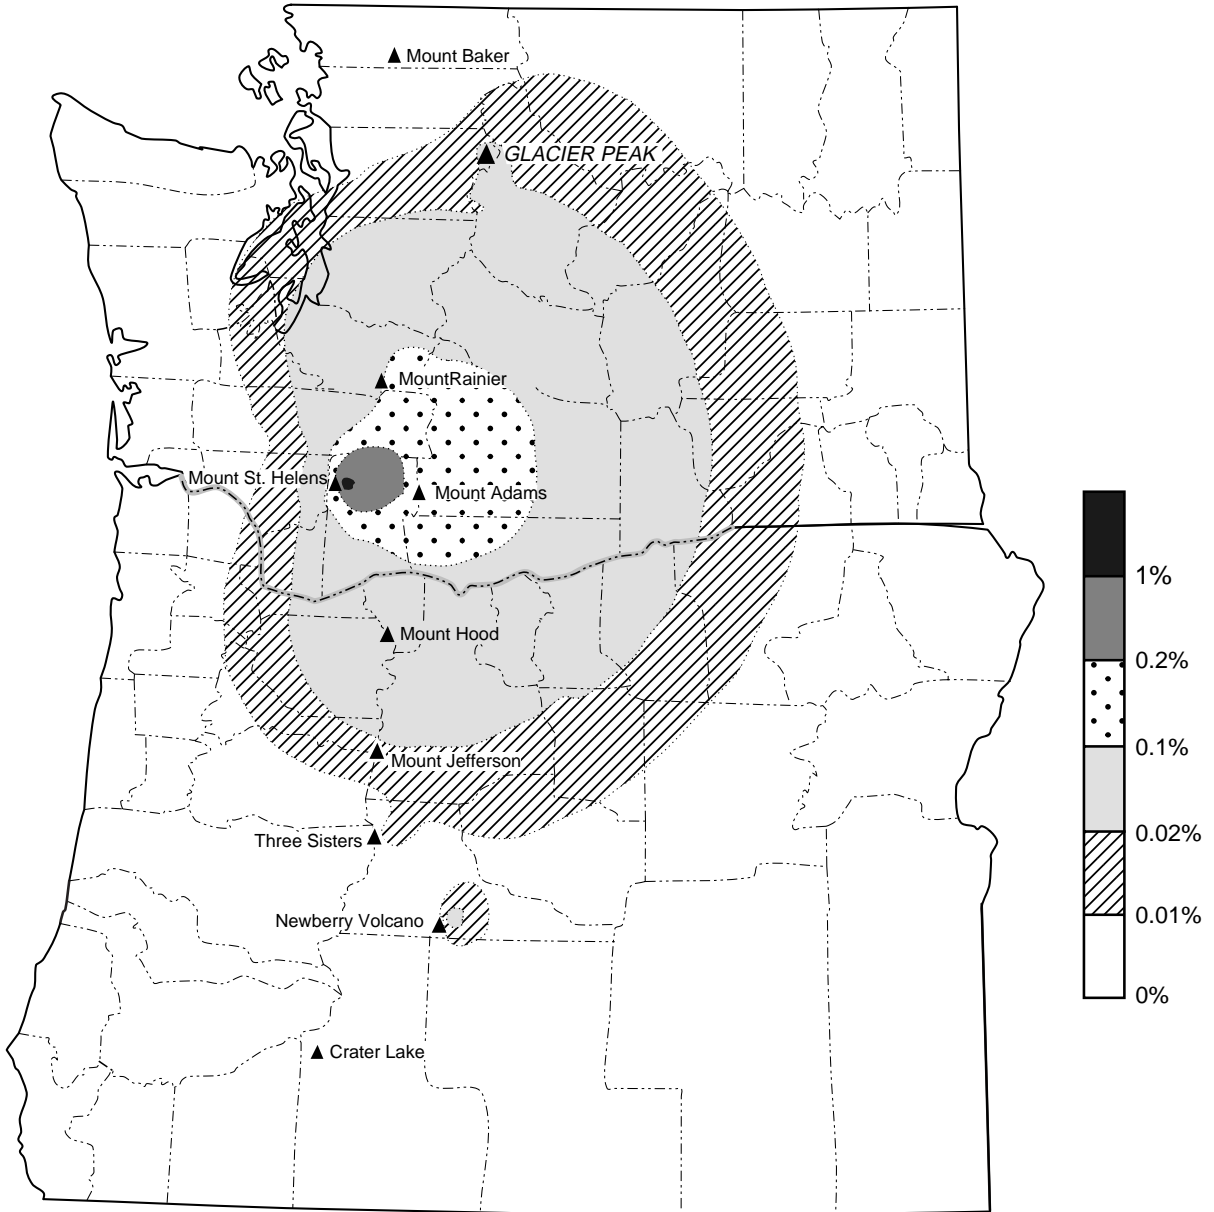 Mount Baker
GLACIER PEAK
MountRainier
Mount St. Helens
Mount Adams
1%
Mount Hood
0.2%
0.1%
Mount Jefferson
0.02%
Three Sisters
0.01%
Newberry Volcano
0%
Crater Lake